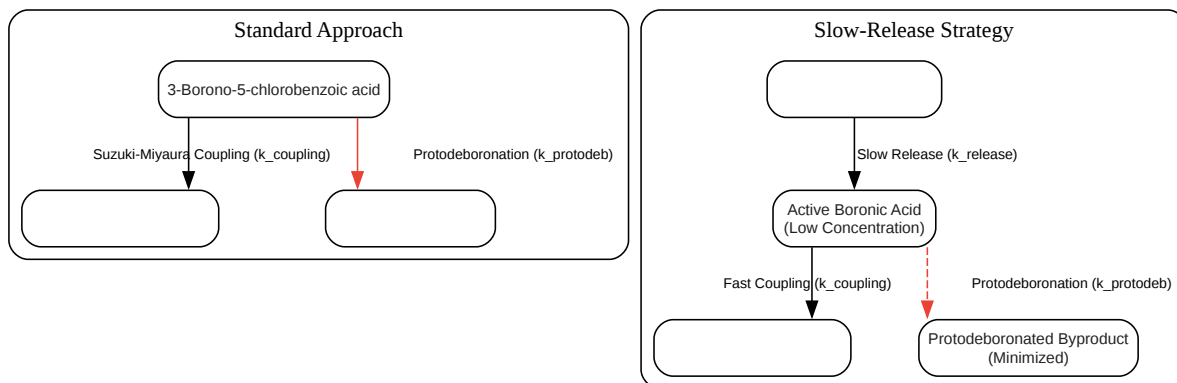 Standard Approach
3-Borono-5-chlorobenzoic acid
Suzuki-Miyaura Coupling (k_coupling)
Protodeboronation (k_protodeb)
Slow-Release Strategy
Slow Release (k_release)
Active Boronic Acid
(Low Concentration)
Fast Coupling (k_coupling)
Protodeboronation (k_protodeb)
Protodeboronated Byproduct
(Minimized)